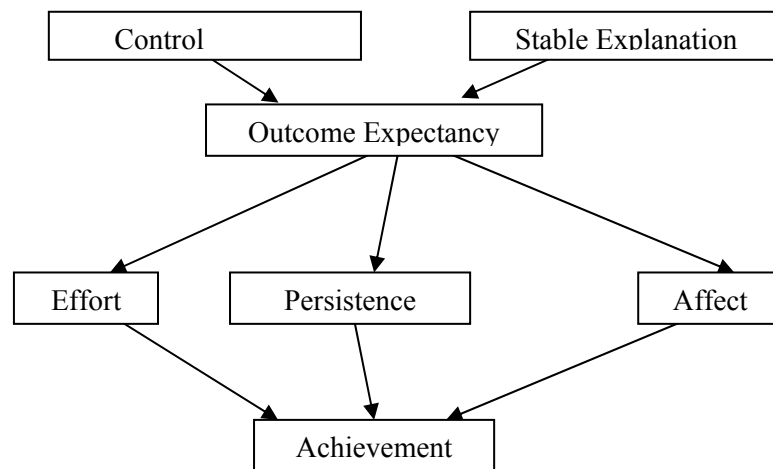 Control
Stable Explanation
Outcome Expectancy
Effort
Persistence
Affect
Achievement